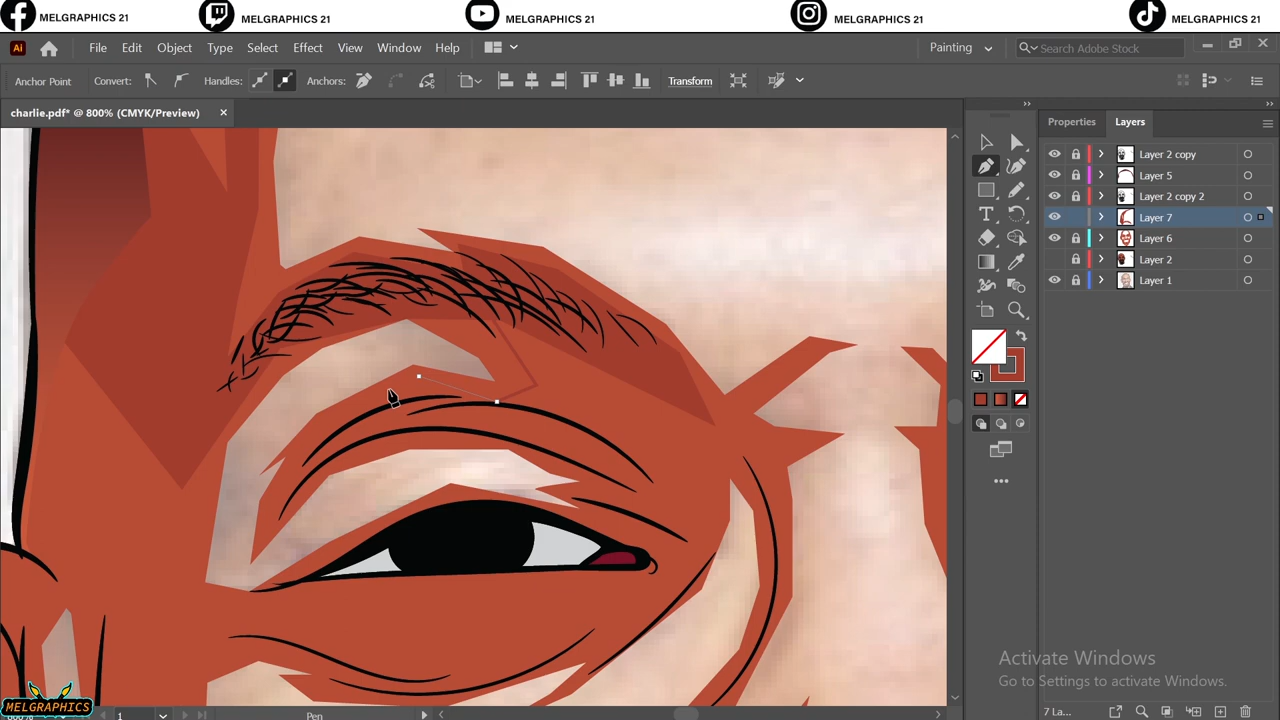 MELGRAPHICS 21 MELGRAPHICS 21 MELGRAPHICS 21 MELGRAPHICS 21 MELGRAPHICS 21
Ai File Edit Object Type Select Effect View Window Help Painting Search Adobe Stock
Anchor Point Convert: Handles: Anchors: Transform
charlie.pdf* @ 800% (CMYK/Preview) ×
Properties Layers
Layer 2 copy
Layer 5
Layer 2 copy 2
Layer 7
Layer 6
Layer 2
Layer 1
Activate Windows
Go to Settings to activate Windows.
MELGRAPHICS
1 Pen 7 La...